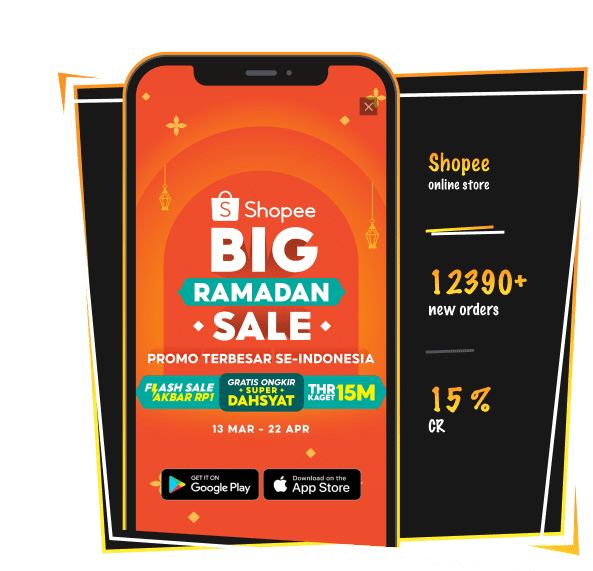 Shopee
BIG
RAMADAN
SALE
PROMO TERBESAR SE-INDONESIA
FLASH SALE
AKBAR RP1
GRATIS ONGKIR
SUPER
DAHSYAT
THR
KAGET
15M
13 MAR - 22 APR
GET IT ON
Google Play
Download on the
App Store
Shopee
online store
12390+
new orders
15 %
CR